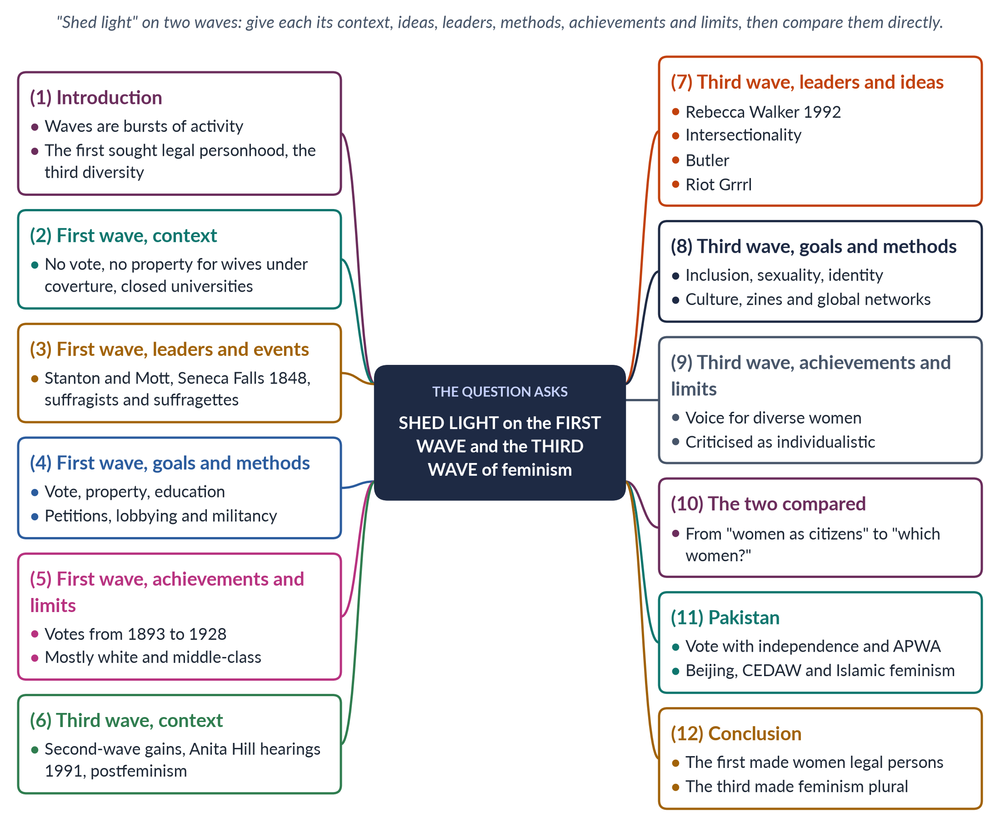 "Shed light" on two waves: give each its context, ideas, leaders, methods, achievements and limits, then compare them directly.
(1) Introduction
• Waves are bursts of activity
• The first sought legal personhood, the
third diversity
(2) First wave, context
• No vote, no property for wives under
coverture, closed universities
(3) First wave, leaders and events
• Stanton and Mott, Seneca Falls 1848,
suffragists and suffragettes
(4) First wave, goals and methods
• Vote, property, education
• Petitions, lobbying and militancy
(5) First wave, achievements and
limits
• Votes from 1893 to 1928
• Mostly white and middle-class
(6) Third wave, context
• Second-wave gains, Anita Hill hearings
1991, postfeminism
THE QUESTION ASKS
SHED LIGHT on the FIRST
WAVE and the THIRD
WAVE of feminism
(7) Third wave, leaders and ideas
• Rebecca Walker 1992
• Intersectionality
• Butler
• Riot Grrrl
(8) Third wave, goals and methods
• Inclusion, sexuality, identity
• Culture, zines and global networks
(9) Third wave, achievements and
limits
• Voice for diverse women
• Criticised as individualistic
(10) The two compared
• From "women as citizens" to "which
women?"
(11) Pakistan
• Vote with independence and APWA
• Beijing, CEDAW and Islamic feminism
(12) Conclusion
• The first made women legal persons
• The third made feminism plural